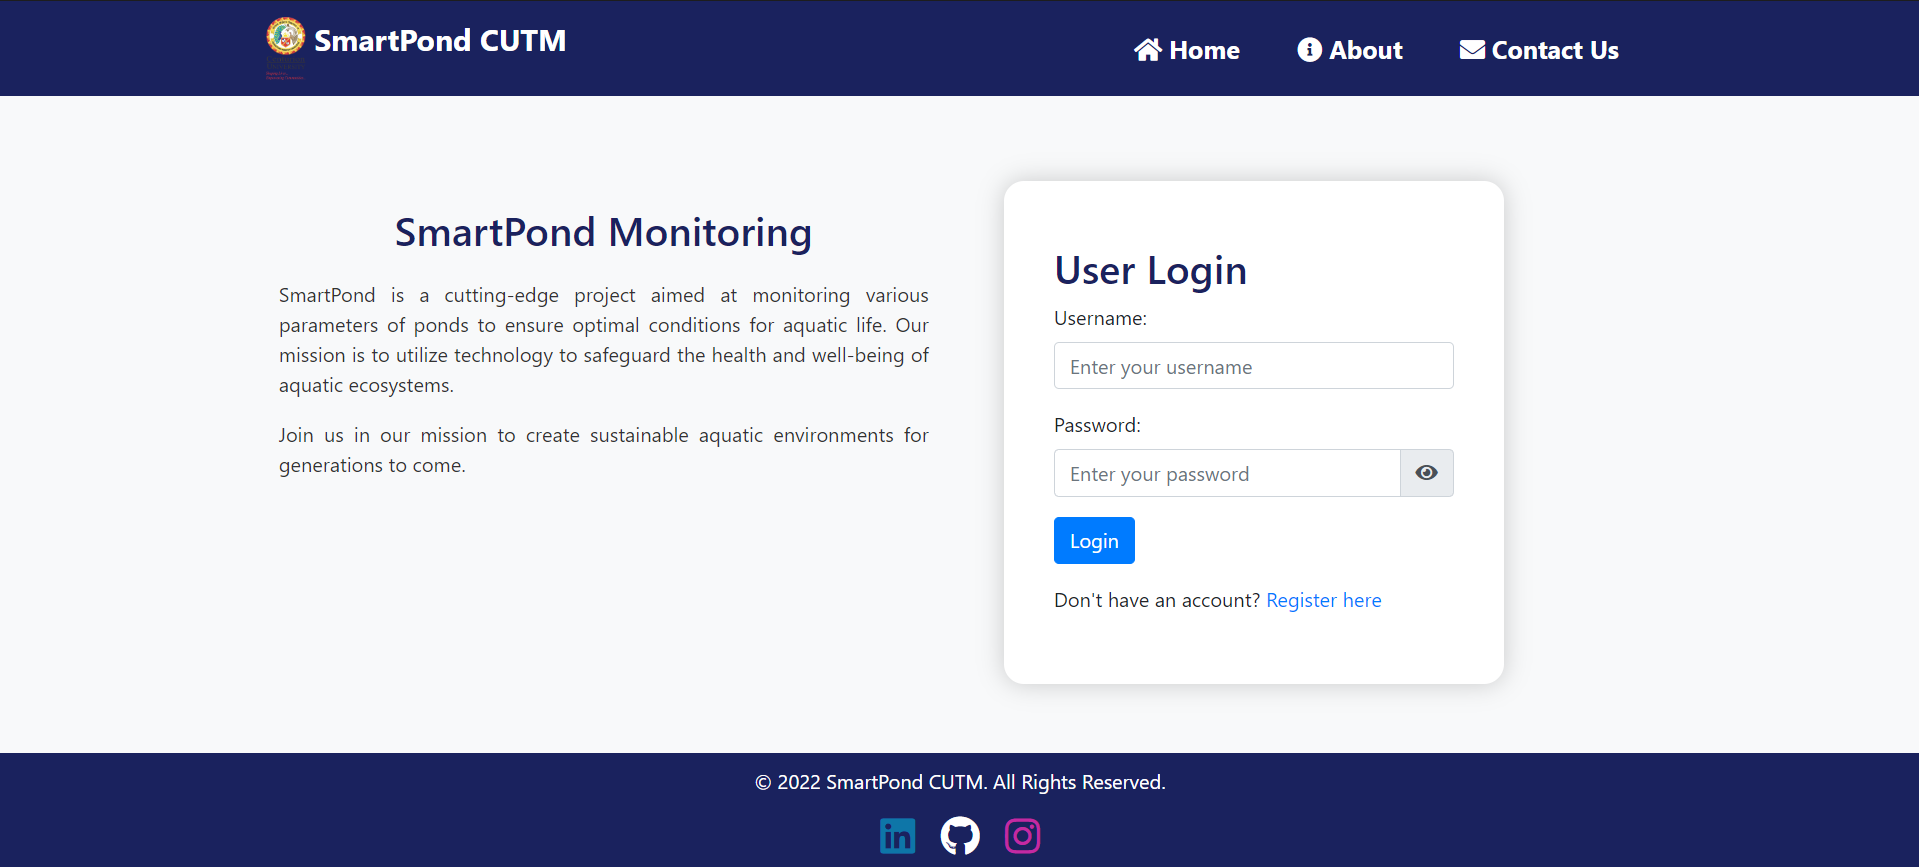 SmartPond CUTM
Home
About
Contact Us
SmartPond Monitoring
SmartPond is a cutting-edge project aimed at monitoring various
parameters of ponds to ensure optimal conditions for aquatic life. Our
mission is to utilize technology to safeguard the health and well-being of
aquatic ecosystems.
Join us in our mission to create sustainable aquatic environments for
generations to come.
User Login
Username:
Enter your username
Password:
Enter your password
Login
Don't have an account? Register here
© 2022 SmartPond CUTM. All Rights Reserved.
in